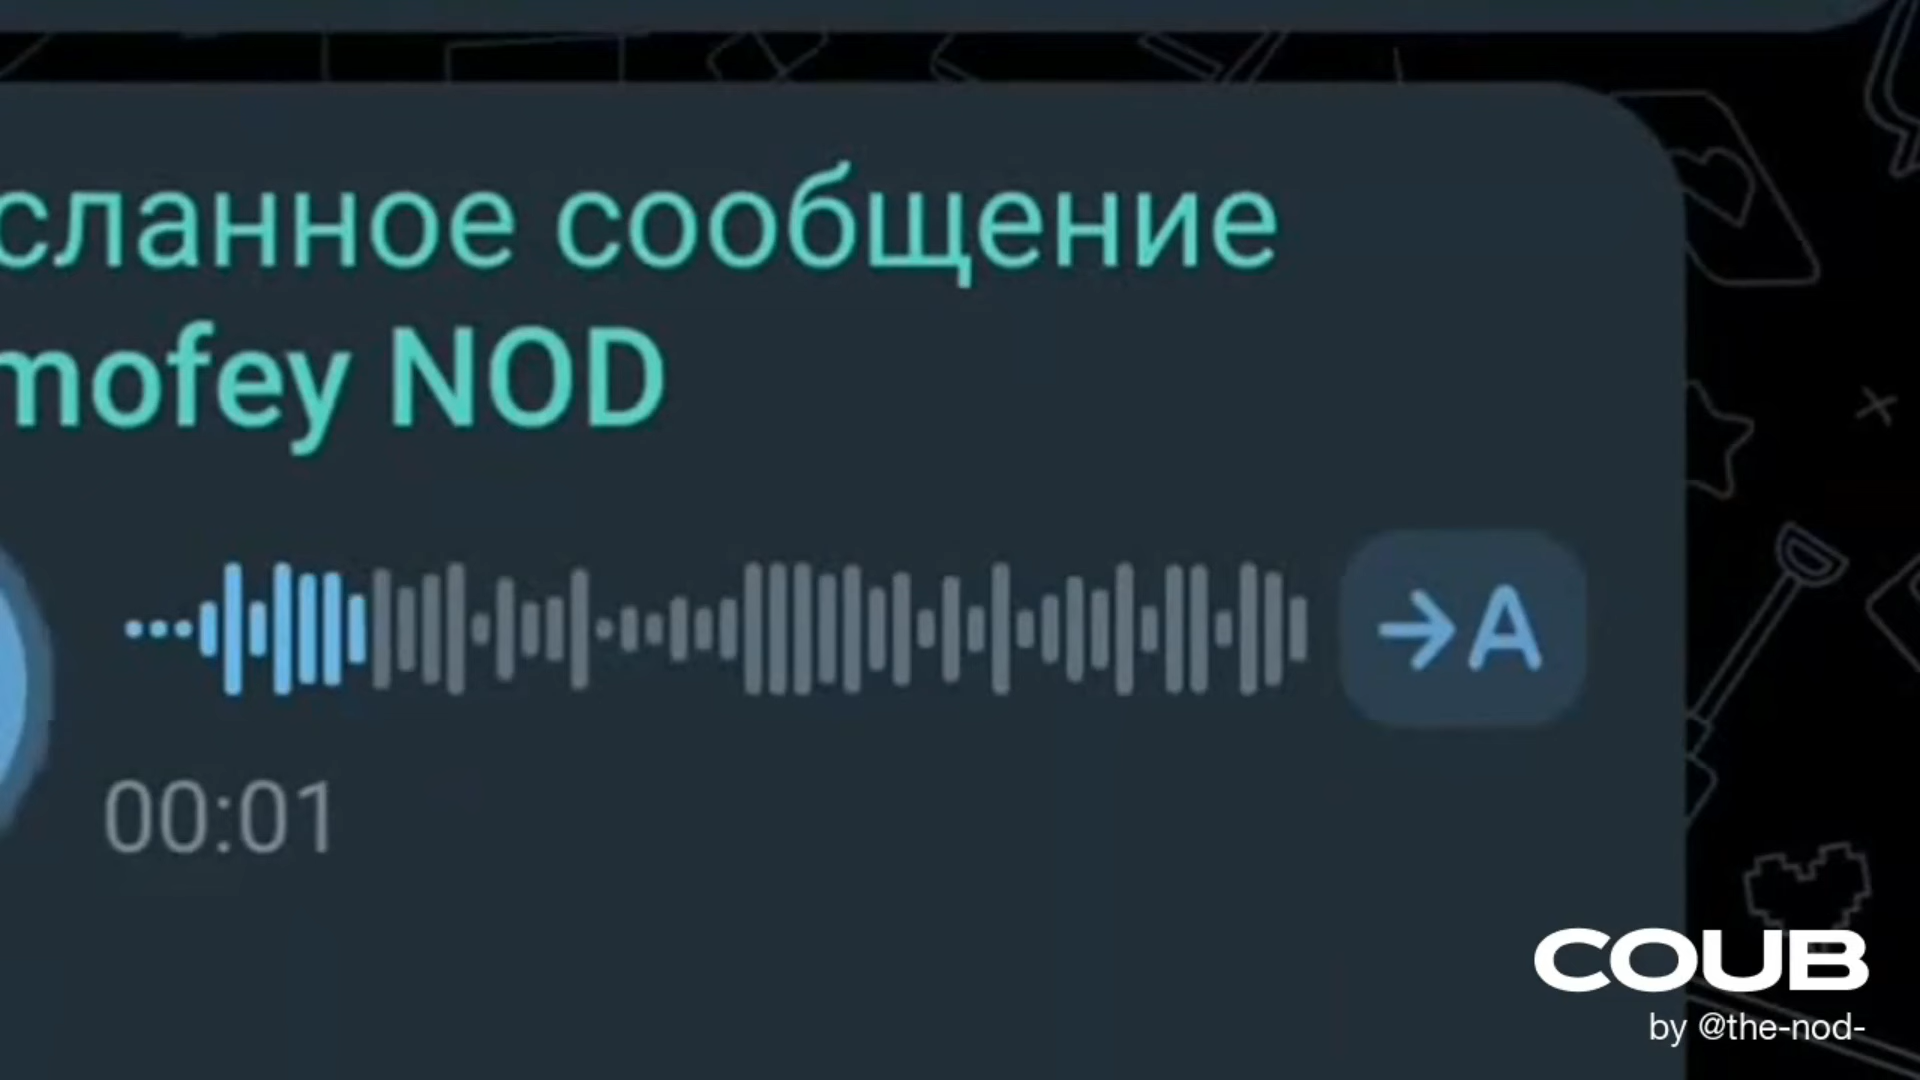 сланное сообщение
mofey NOD
→A
00:01
COUB
by @the-nod-